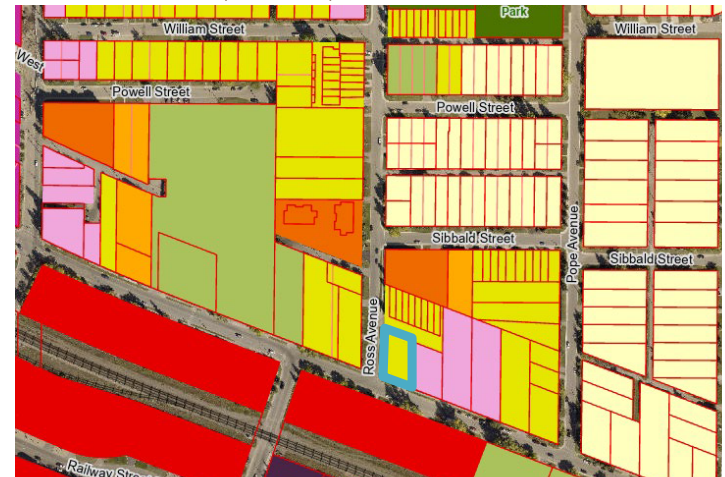 Park
William Street
William Street
West
Powell Street
Powell Street
Sibbald Street
Pope Avenue
Sibbald Street
Ross Avenue
Railway Stre